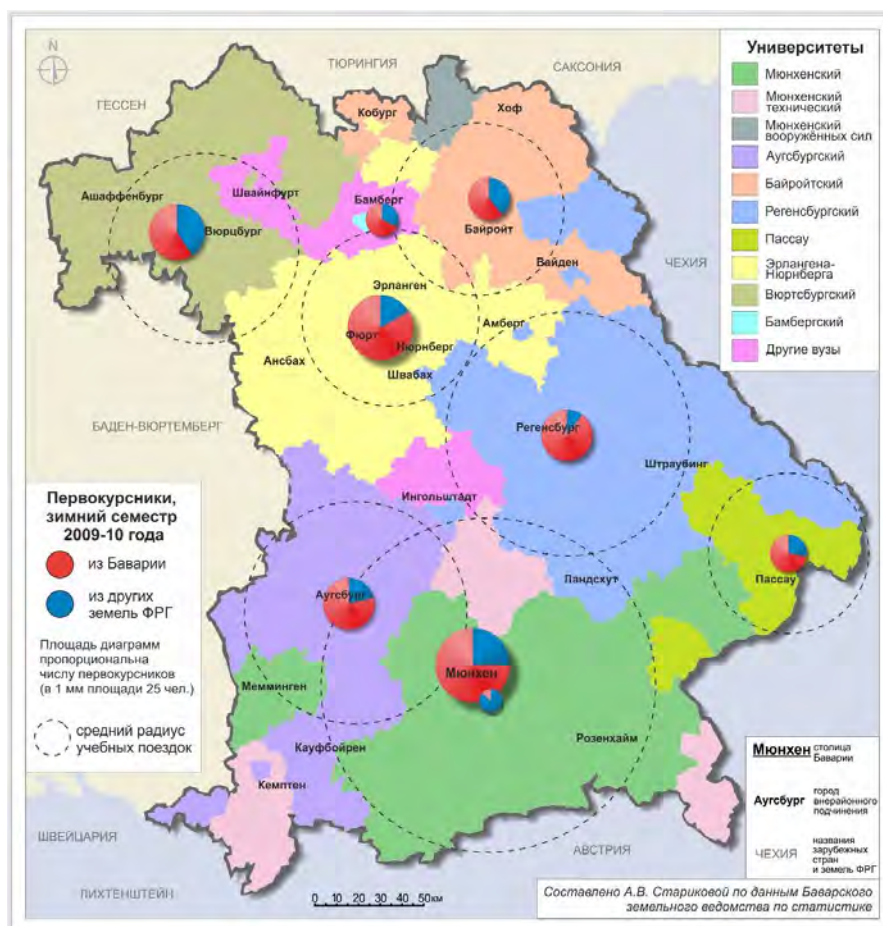 N
ТЮРИНГИЯ
САКСОНИЯ
ГЕССЕН
Кобург
Хоф
Ашаффенбург
Швайнфурт
Вюрцбург
Бамберг
Байройт
ЧЕХИЯ
Вайден
Эрланген
Фюрт
Нюрнберг
Амберг
Ансбах
Швабах
БАДЕН-ВЮРТЕМБЕРГ
Регенсбург
Штраубинг
Ингольштадт
Пассау
Ландсхут
Аугсбург
Мюнхен
Мемминген
Розенхайм
Кауфбойрен
Кемптен
ШВЕЙЦАРИЯ
АВСТРИЯ
ЛИХТЕНШТЕЙН
0 10 20 30 40 50км
Университеты
Мюнхенский
Мюнхенский
технический
Мюнхенский
вооружённых сил
Аугсбургский
Байройтский
Регенсбургский
Пассау
Эрлангена-
Нюрнберга
Вюртсбургский
Бамбергский
Другие вузы
Первокурсники,
зимний семестр
2009-10 года
из Баварии
из других
земель ФРГ
Площадь диаграмм
пропорциональна
числу первокурсников
(в 1 мм площади 25 чел.)
средний радиус
учебных поездок
Мюнхен столица
Баварии
Аугсбург город
внерайонного
подчинения
ЧЕХИЯ названия
зарубежных
стран
и земель ФРГ
Составлено А.В. Стариковой по данным Баварского
земельного ведомства по статистике